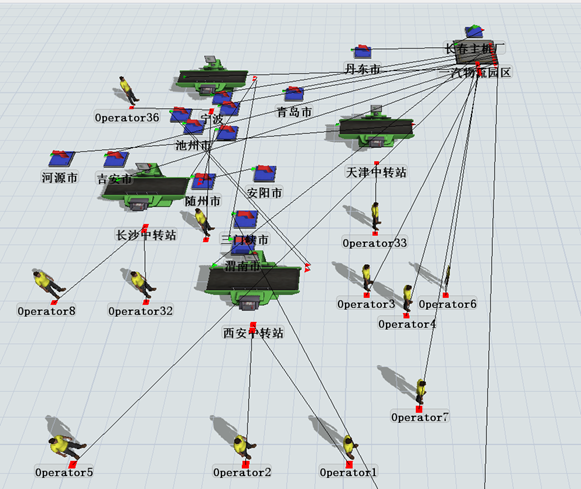 长春主机厂
丹东市
一汽物流园区
青岛市
Operator36
宁波
池州市
天津中转站
河源市
吉安市
随州市
安阳市
长沙中转站
三门峡市
Operator33
渭南市
Operator8
Operator32
Operator3
Operator6
Operator4
西安中转站
Operator7
Operator5
Operator2
Operator1